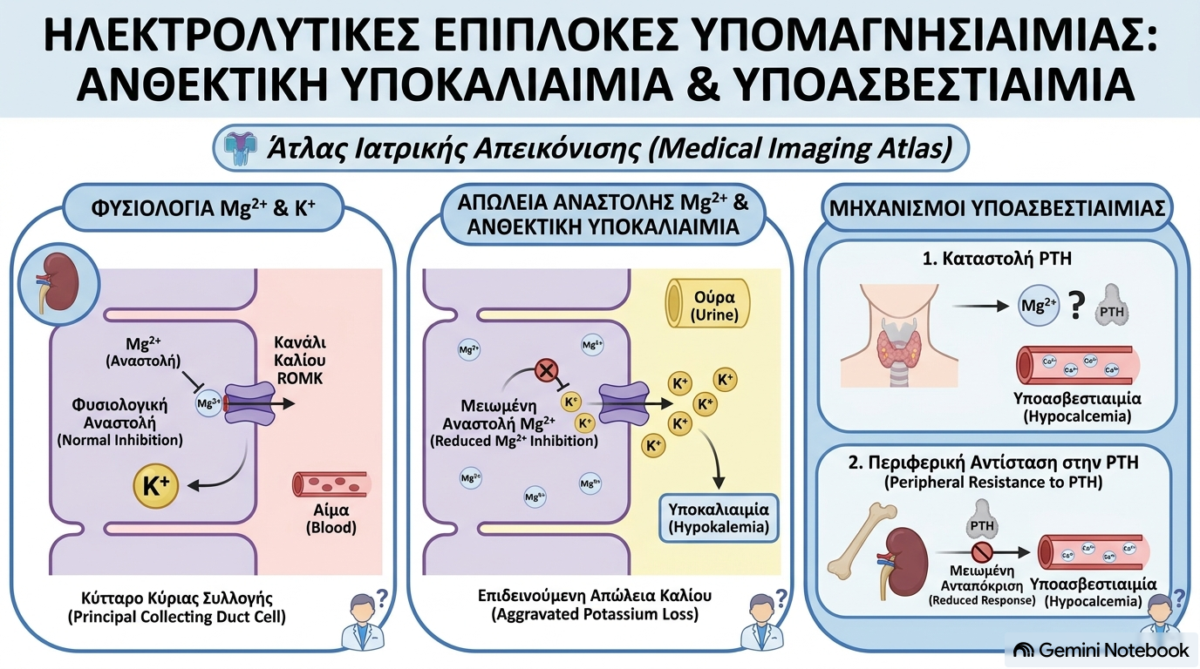 ΗΛΕΚΤΡΟΛΥΤΙΚΕΣ ΕΠΙΠΛΟΚΕΣ ΥΠΟΜΑΓΝΗΣΙΑΙΜΙΑΣ:
ΑΝΘΕΚΤΙΚΗ ΥΠΟΚΑΛΙΑΙΜΙΑ & ΥΠΟΑΣΒΕΣΤΙΑΙΜΙΑ
Άτλας Ιατρικής Απεικόνισης (Medical Imaging Atlas)
ΦΥΣΙΟΛΟΓΙΑ Mg²⁺ & K⁺
Mg²⁺
(Αναστολή)
Κανάλι
Καλίου
ROMK
Φυσιολογική
Αναστολή
(Normal Inhibition)
K⁺
Αίμα
(Blood)
Κύτταρο Κύριας Συλλογής
(Principal Collecting Duct Cell)
?
ΑΠΩΛΕΙΑ ΑΝΑΣΤΟΛΗΣ Mg²⁺ &
ΑΝΘΕΚΤΙΚΗ ΥΠΟΚΑΛΙΑΙΜΙΑ
Ούρα
(Urine)
Mg²⁺
K⁺
K⁺
K⁺
K⁺
K⁺
K⁺
Μειωμένη
Αναστολή Mg²⁺
(Reduced Mg²⁺ Inhibition)
Υποκαλιαιμία
(Hypokalemia)
Επιδεινούμενη Απώλεια Καλίου
(Aggravated Potassium Loss)
?
ΜΗΧΑΝΙΣΜΟΙ ΥΠΟΑΣΒΕΣΤΙΑΙΜΙΑΣ
1. Καταστολή PTH
Mg²⁺ ? PTH
Υποασβεστιαιμία
(Hypocalcemia)
2. Περιφερική Αντίσταση στην PTH
(Peripheral Resistance to PTH)
PTH
Μειωμένη
Ανταπόκριση
(Reduced Response)
Υποασβεστιαιμία
(Hypocalcemia)
?
Gemini Notebook